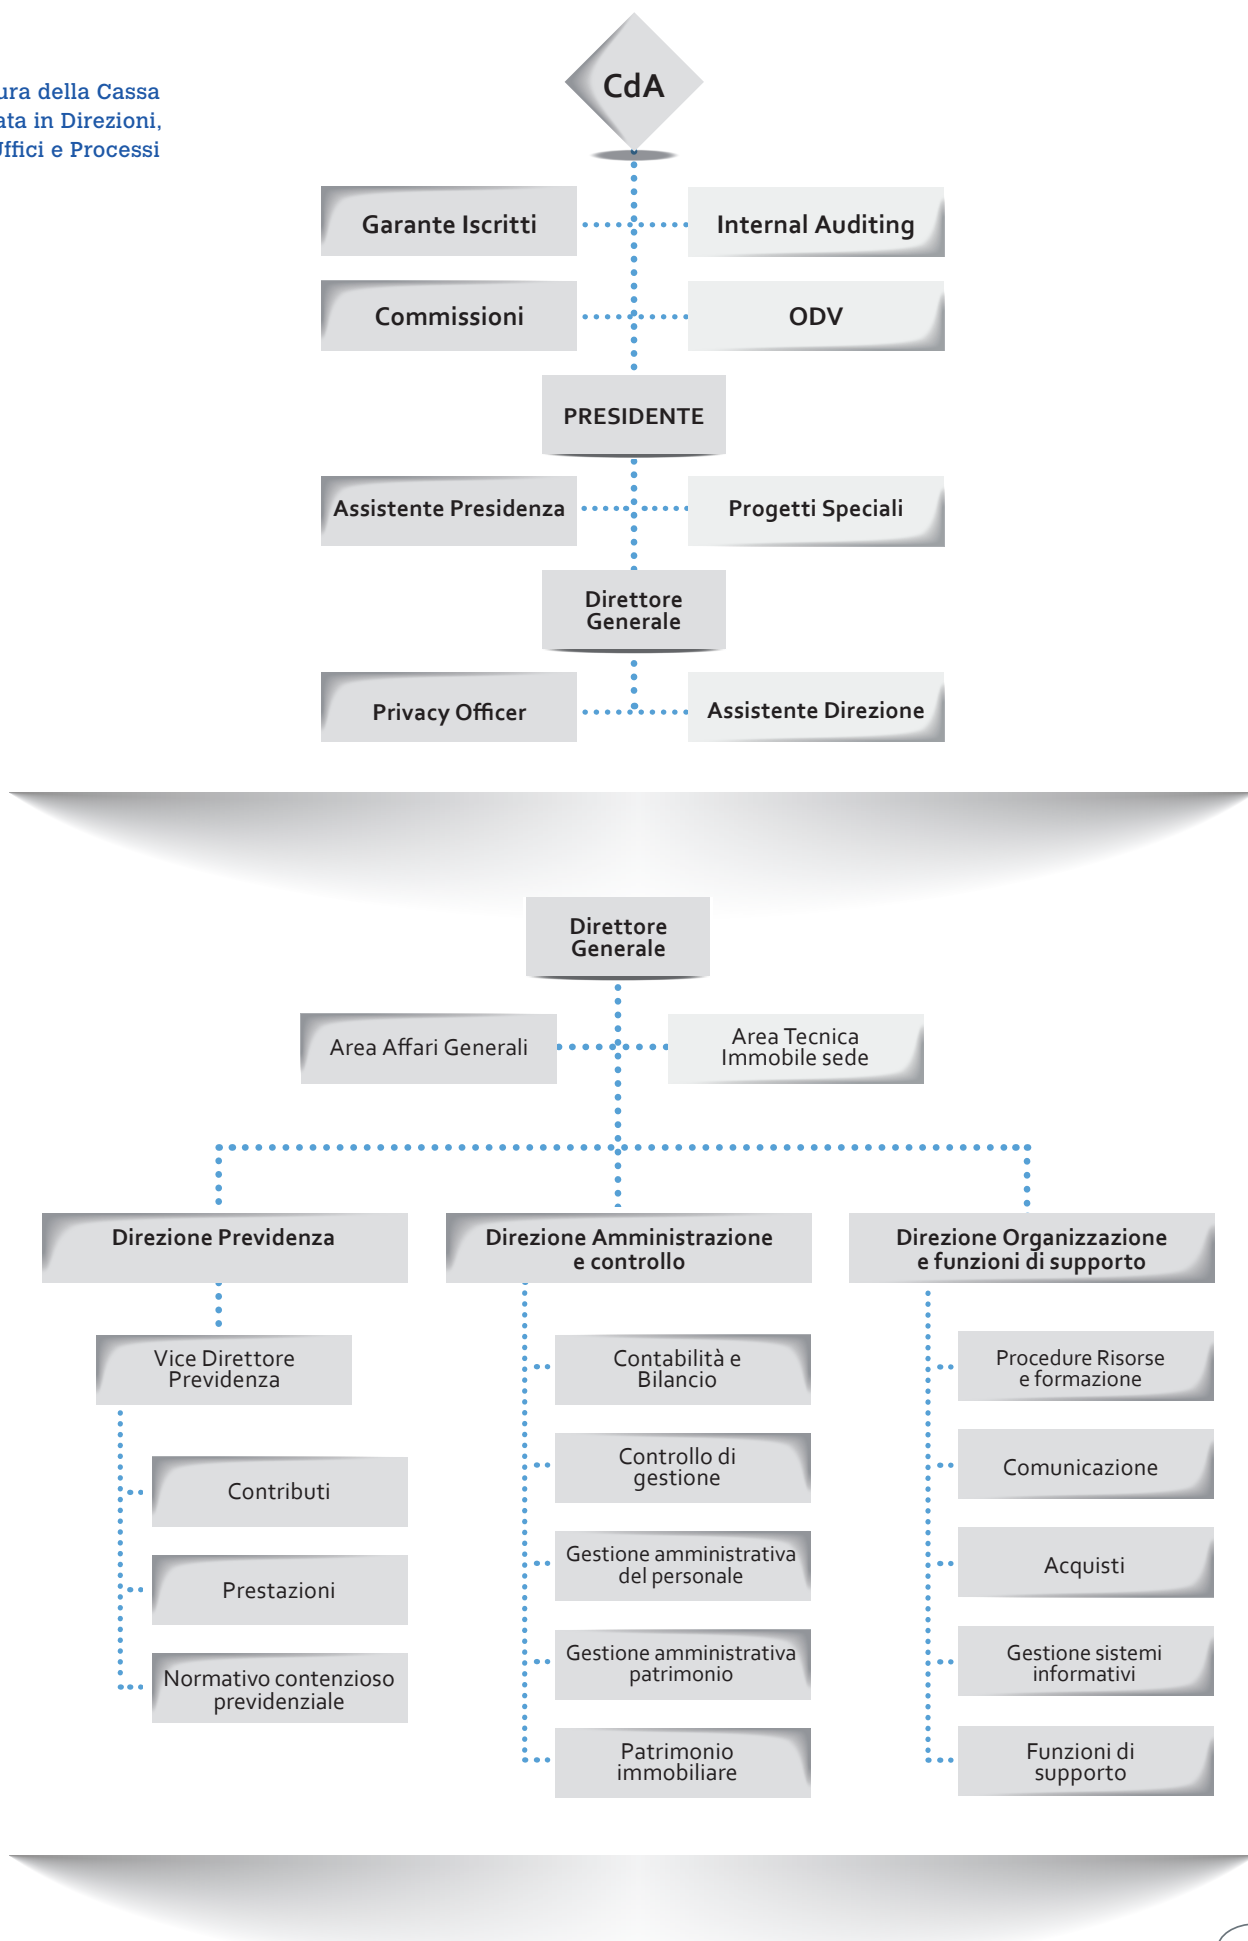 ura della Cassa
ata in Direzioni,
Uffici e Processi
CdA
Garante Iscritti
Internal Auditing
Commissioni
ODV
PRESIDENTE
Assistente Presidenza
Progetti Speciali
Direttore
Generale
Privacy Officer
Assistente Direzione
Direttore
Generale
Area Affari Generali
Area Tecnica
Immobile sede
Direzione Previdenza
Vice Direttore
Previdenza
Contributi
Prestazioni
Normativo contenzioso
previdenziale
Direzione Amministrazione
e controllo
Contabilità e
Bilancio
Controllo di
gestione
Gestione amministrativa
del personale
Gestione amministrativa
patrimonio
Patrimonio
immobiliare
Direzione Organizzazione
e funzioni di supporto
Procedure Risorse
e formazione
Comunicazione
Acquisti
Gestione sistemi
informativi
Funzioni di
supporto